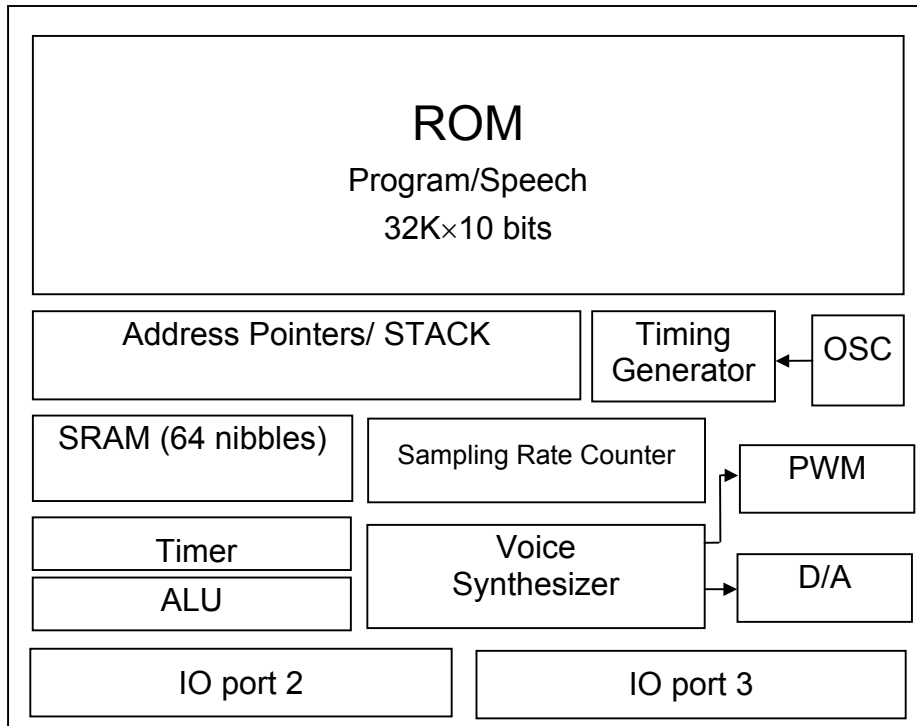 ROM
Program/Speech
32K×10 bits
Address Pointers/ STACK
Timing
Generator
OSC
SRAM (64 nibbles)
Sampling Rate Counter
PWM
Timer
Voice
Synthesizer
D/A
ALU
IO port 2
IO port 3